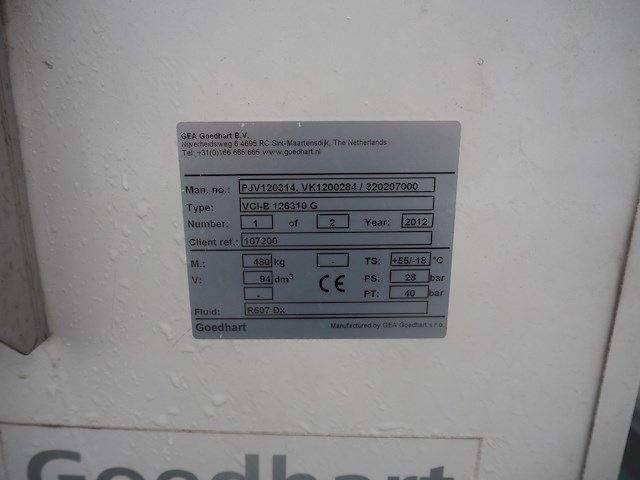 GEA Goedhart B.V.
Nijverheidsweg 6 4695 RC Sint-Maartensdijk, The Netherlands
Tel: +31(0)166 665 665 www.goedhart.nl
Man. no.: PJV120314, VK1200284 / 320207000
Type: VCI-B 126310 G
Number: 1 of 2 Year: 2012
Client ref.: 107200
M.: 480 kg - TS: +55/-18 °C
V: 94 dm³ CE PS: 28 bar
- PT: 40 bar
Fluid: R507 Dx
Goedhart Manufactured by GEA Goedhart s.r.o.
Goedhart